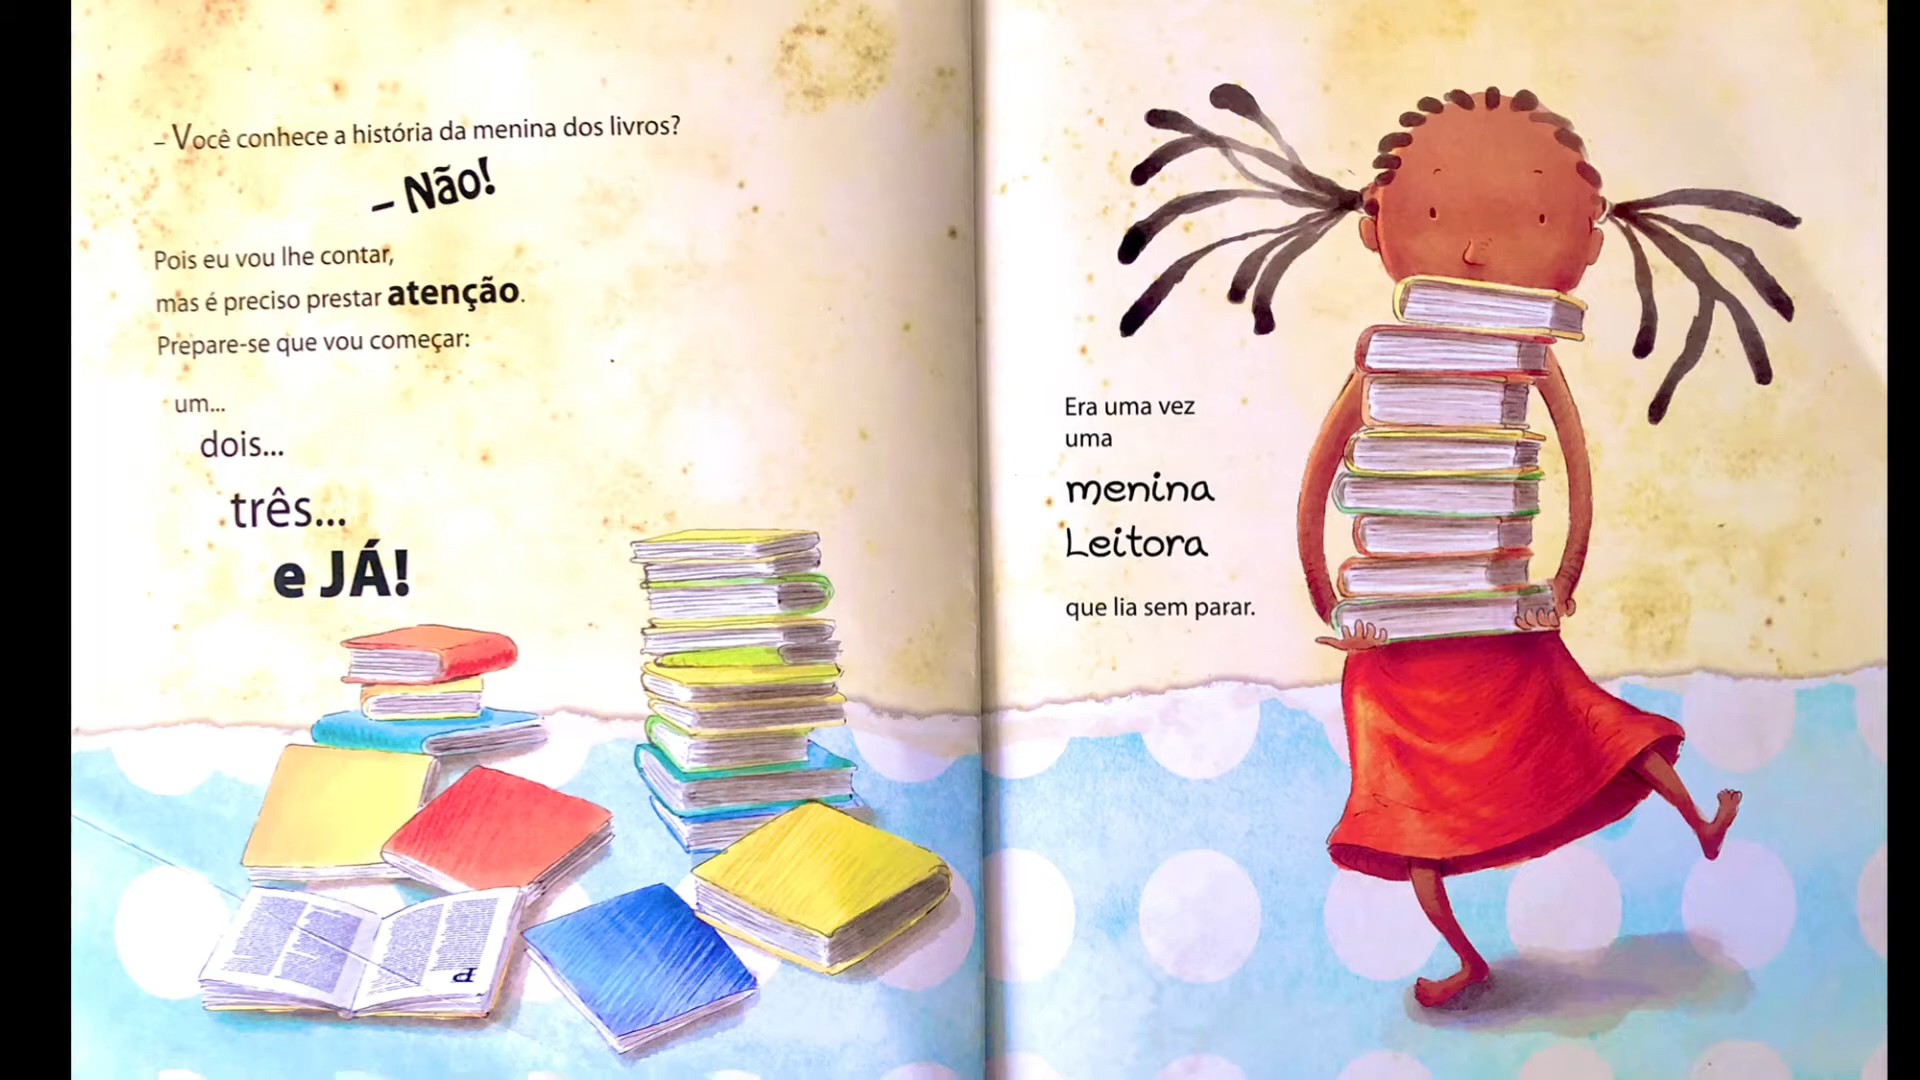 – Você conhece a história da menina dos livros?
– Não!
Pois eu vou lhe contar,
mas é preciso prestar atenção.
Prepare-se que vou começar:
um...
dois...
três...
e JÁ!
Era uma vez
uma
menina
Leitora
que lia sem parar.